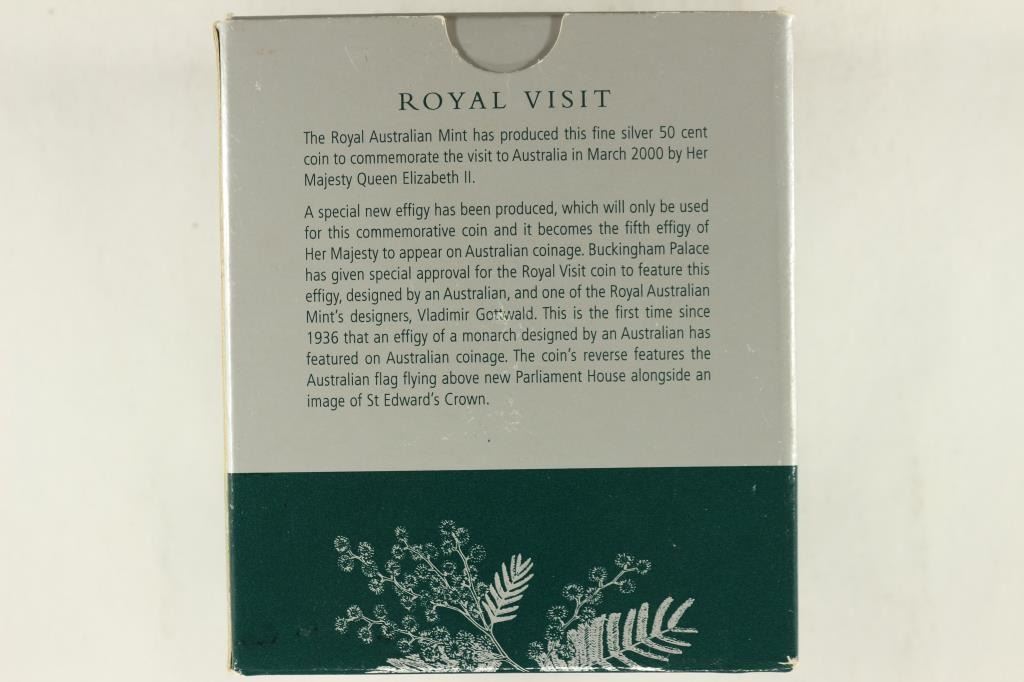 ROYAL VISIT
The Royal Australian Mint has produced this fine silver 50 cent
coin to commemorate the visit to Australia in March 2000 by Her
Majesty Queen Elizabeth II.
A special new effigy has been produced, which will only be used
for this commemorative coin and it becomes the fifth effigy of
Her Majesty to appear on Australian coinage. Buckingham Palace
has given special approval for the Royal Visit coin to feature this
effigy, designed by an Australian, and one of the Royal Australian
Mint's designers, Vladimir Gottwald. This is the first time since
1936 that an effigy of a monarch designed by an Australian has
featured on Australian coinage. The coin's reverse features the
Australian flag flying above new Parliament House alongside an
image of St Edward's Crown.